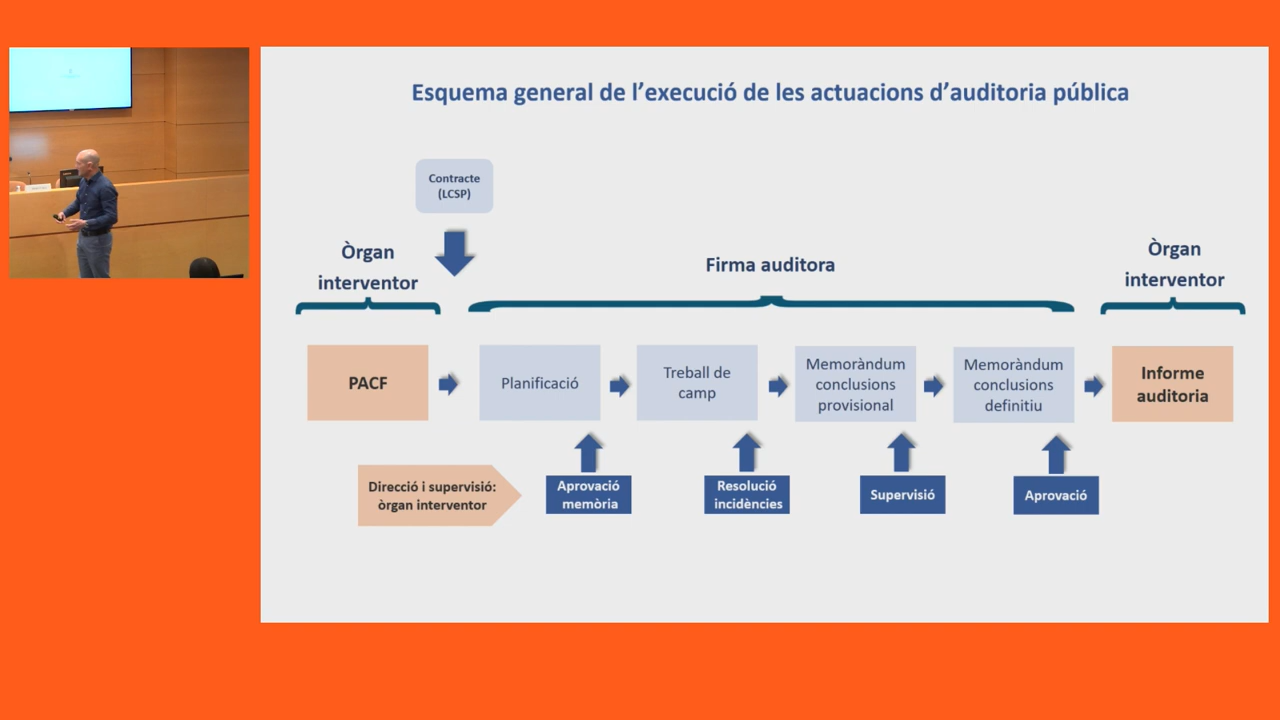 Esquema general de l’execució de les actuacions d’auditoria pública
Contracte
(LCSP)
Òrgan
interventor
Firma auditora
Òrgan
interventor
PACF
Planificació
Treball de
camp
Memoràndum
conclusions
provisional
Memoràndum
conclusions
definitiu
Informe
auditoria
Direcció i supervisió:
òrgan interventor
Aprovació
memòria
Resolució
incidències
Supervisió
Aprovació